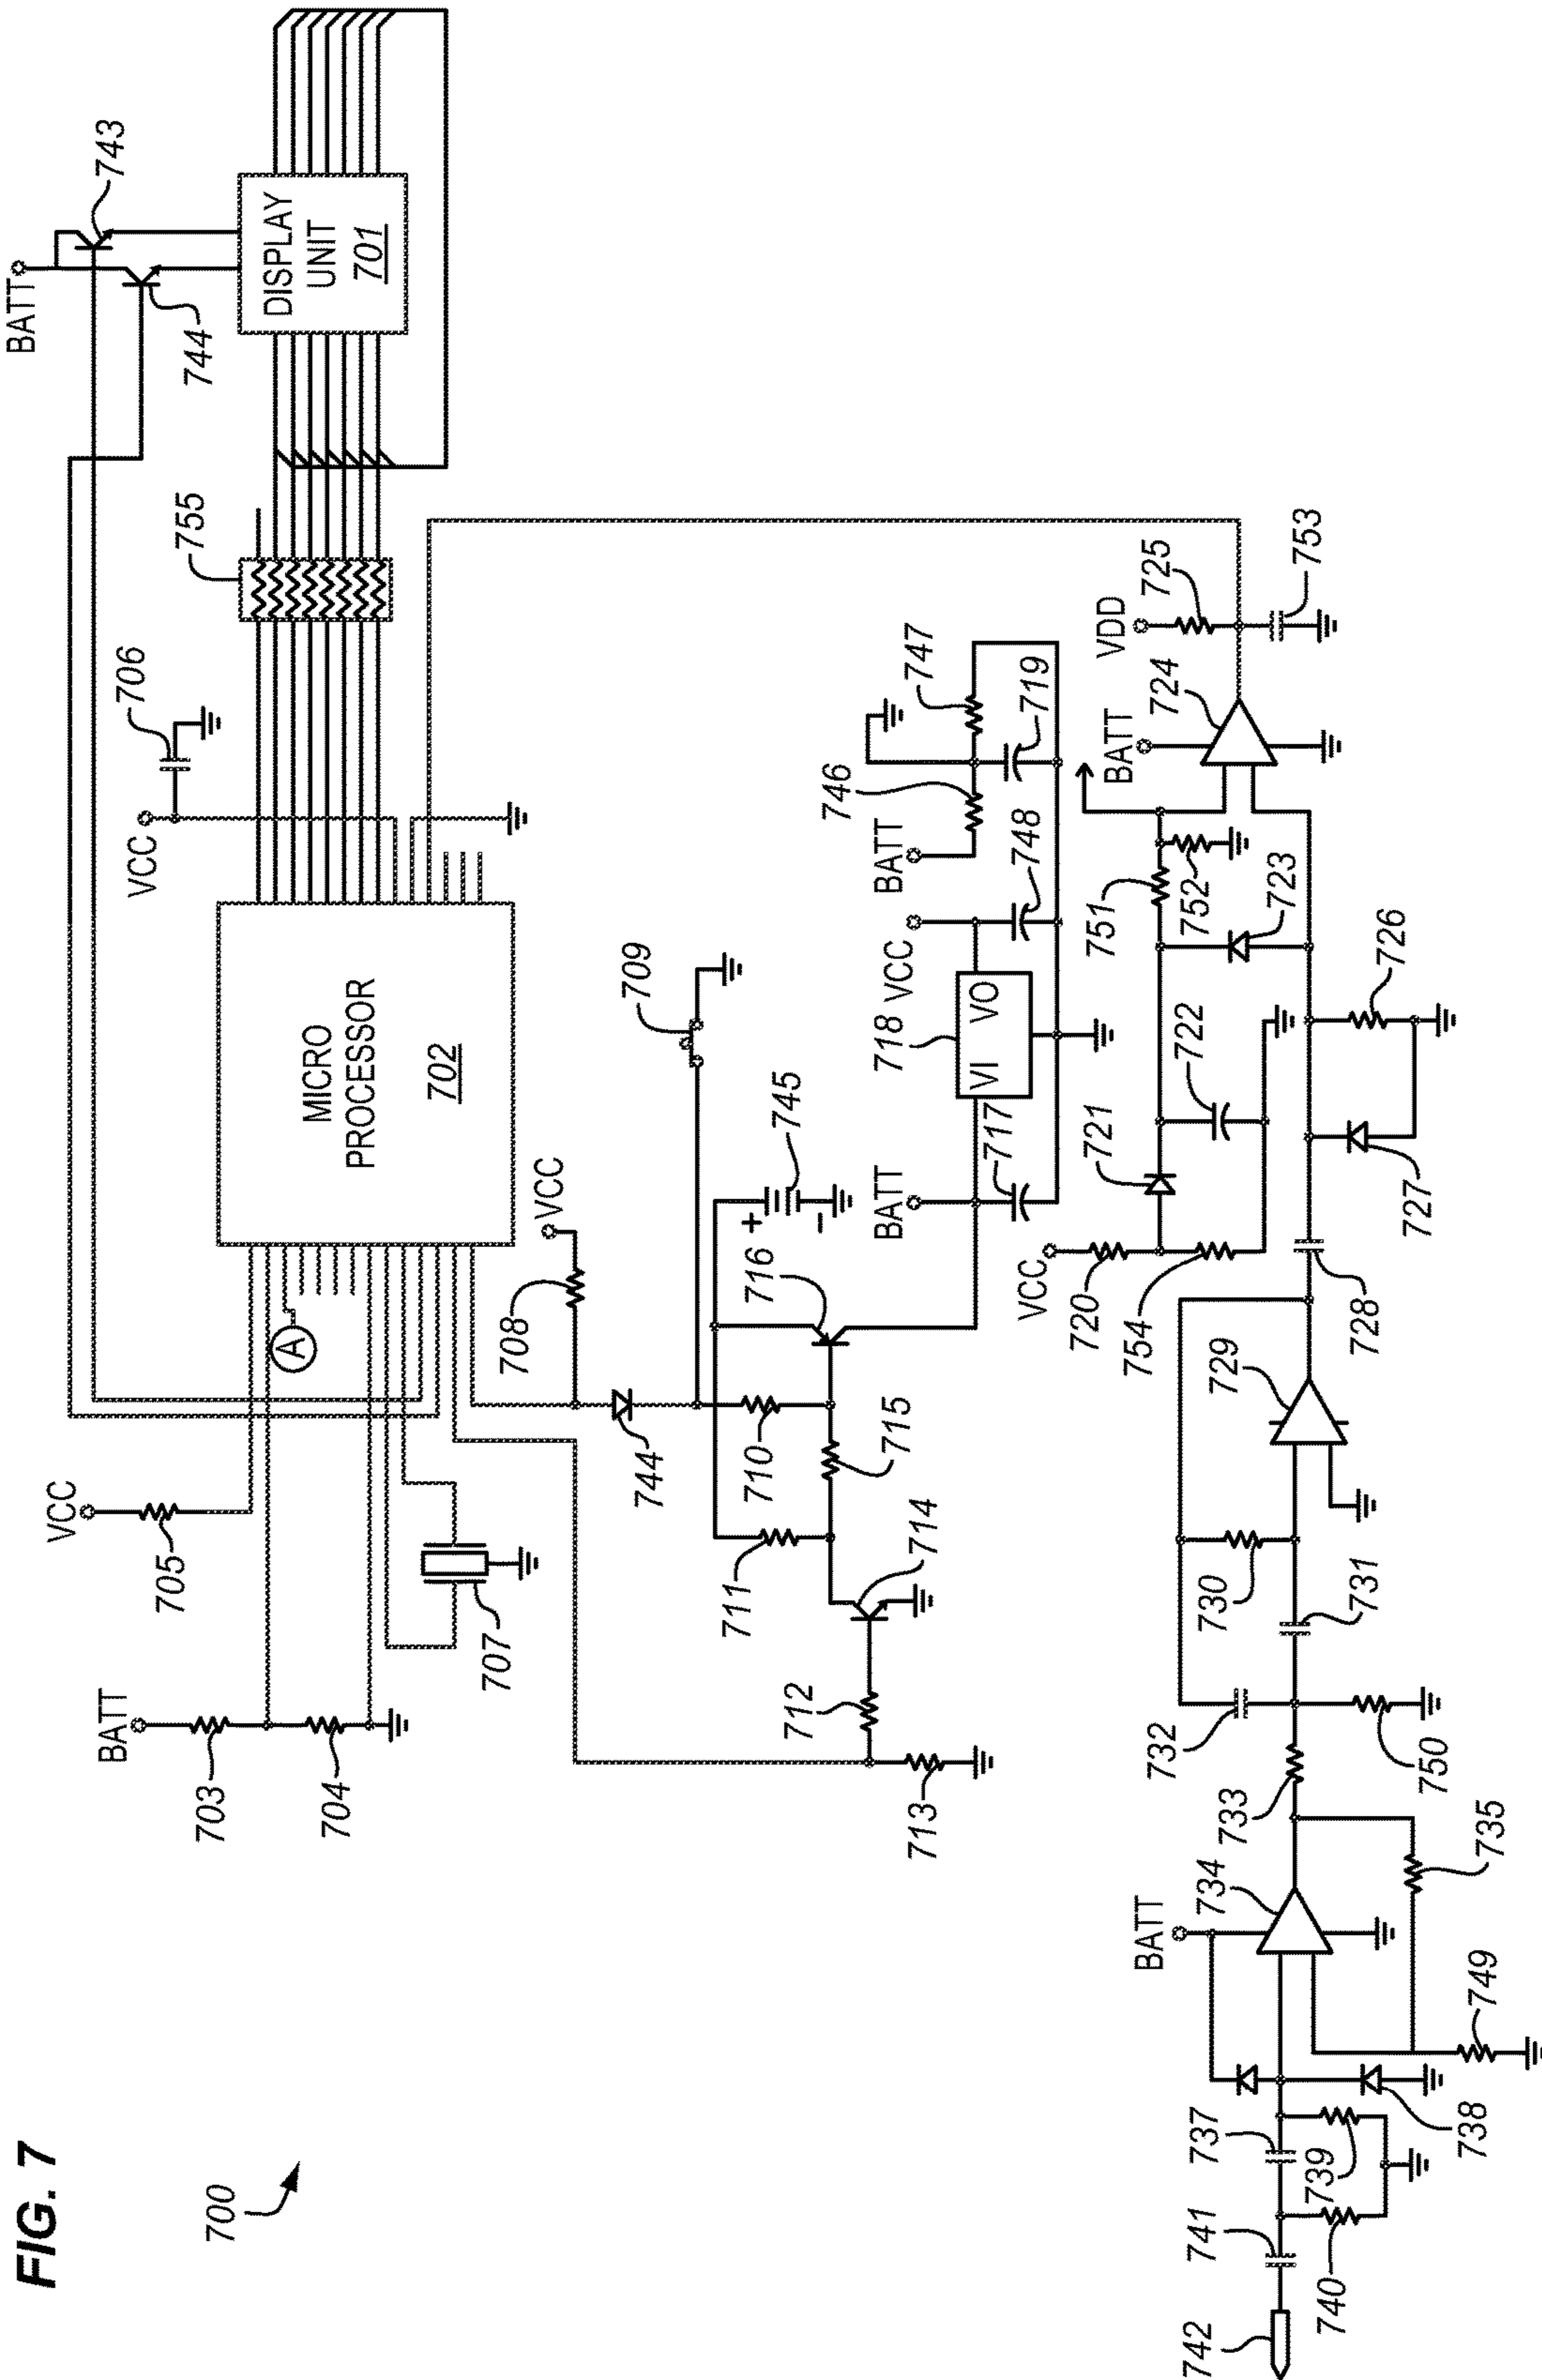 FIG. 7
700
BATT
743
744
DISPLAY
UNIT
701
755
706
VCC
MICRO
PROCESSOR
702
A
VCC
705
BATT
703
704
707
708
VCC
709
744
710
711
715
714
712
713
716
745
+
−
BATT
717
718
VI
VO
VCC
748
BATT
746
747
719
VCC
720
754
721
722
751
752
723
BATT
724
VDD
725
753
726
727
728
729
730
731
732
733
750
BATT
734
735
749
737
738
739
740
741
742